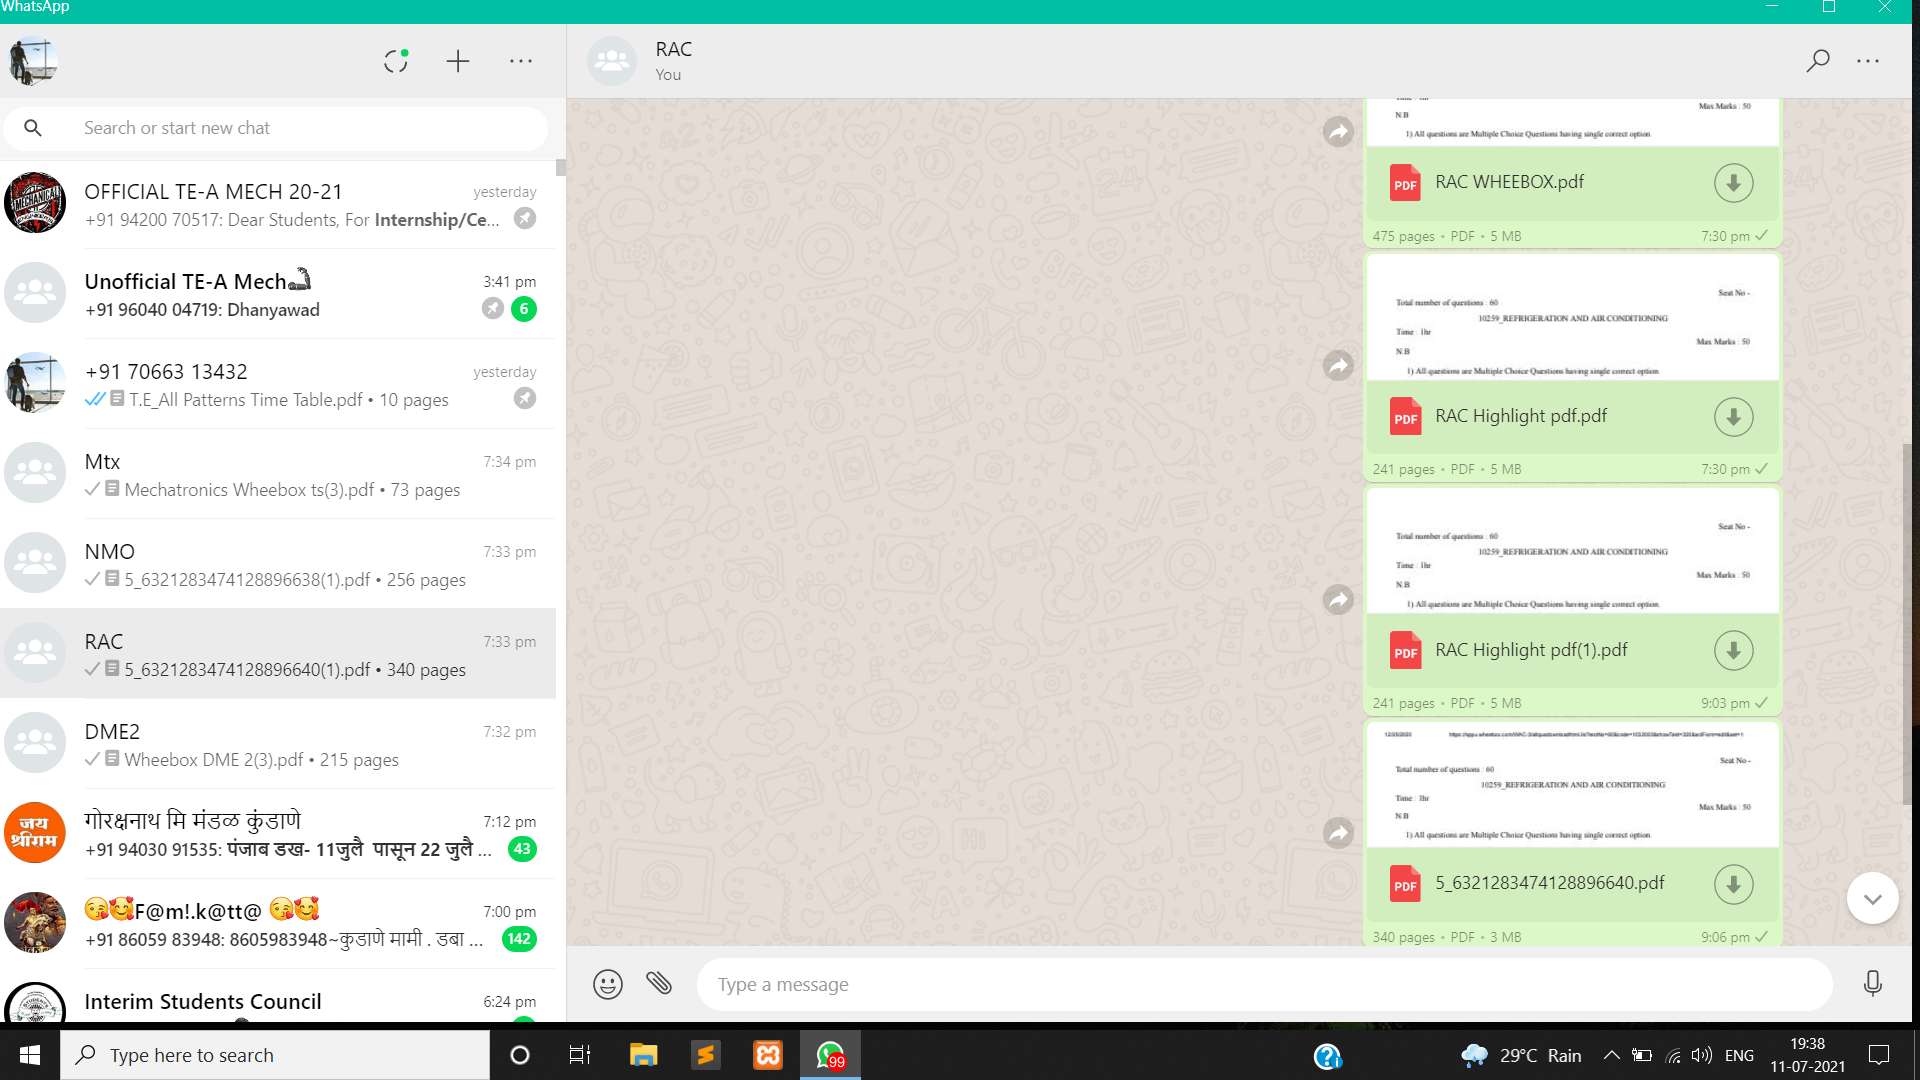 WhatsApp
Search or start new chat
OFFICIAL TE-A MECH 20-21
yesterday
+91 94200 70517: Dear Students, For Internship/Ce...
Unofficial TE-A Mech🦾
3:41 pm
+91 96040 04719: Dhanyawad
6
+91 70663 13432
yesterday
T.E_All Patterns Time Table.pdf • 10 pages
Mtx
7:34 pm
Mechatronics Wheebox ts(3).pdf • 73 pages
NMO
7:33 pm
5_6321283474128896638(1).pdf • 256 pages
RAC
7:33 pm
5_6321283474128896640(1).pdf • 340 pages
DME2
7:32 pm
Wheebox DME 2(3).pdf • 215 pages
जय
श्रीराम
गोरक्षनाथ मि मंडळ कुंडाणे
7:12 pm
+91 94030 91535: पंजाब डख- 11जुलै पासून 22 जुलै ...
43
😘🥰F@m!.k@tt@ 😘🥰
7:00 pm
+91 86059 83948: 8605983948~कुडाणे मामी . डबा ...
142
Interim Students Council
6:24 pm
RAC
You
Max Marks : 50
N.B
1) All questions are Multiple Choice Questions having single correct option
PDF
RAC WHEEBOX.pdf
475 pages • PDF • 5 MB
7:30 pm
Seat No -
Total number of questions : 60
10259_REFRIGERATION AND AIR CONDITIONING
Time : 1hr
Max Marks : 50
N.B
1) All questions are Multiple Choice Questions having single correct option
PDF
RAC Highlight pdf.pdf
241 pages • PDF • 5 MB
7:30 pm
Seat No -
Total number of questions : 60
10259_REFRIGERATION AND AIR CONDITIONING
Time : 1hr
Max Marks : 50
N.B
1) All questions are Multiple Choice Questions having single correct option
PDF
RAC Highlight pdf(1).pdf
241 pages • PDF • 5 MB
9:03 pm
Seat No -
Total number of questions : 60
10259_REFRIGERATION AND AIR CONDITIONING
Time : 1hr
Max Marks : 50
N.B
1) All questions are Multiple Choice Questions having single correct option
PDF
5_6321283474128896640.pdf
340 pages • PDF • 3 MB
9:06 pm
Type a message
Type here to search
99
29°C Rain
ENG
19:38
11-07-2021